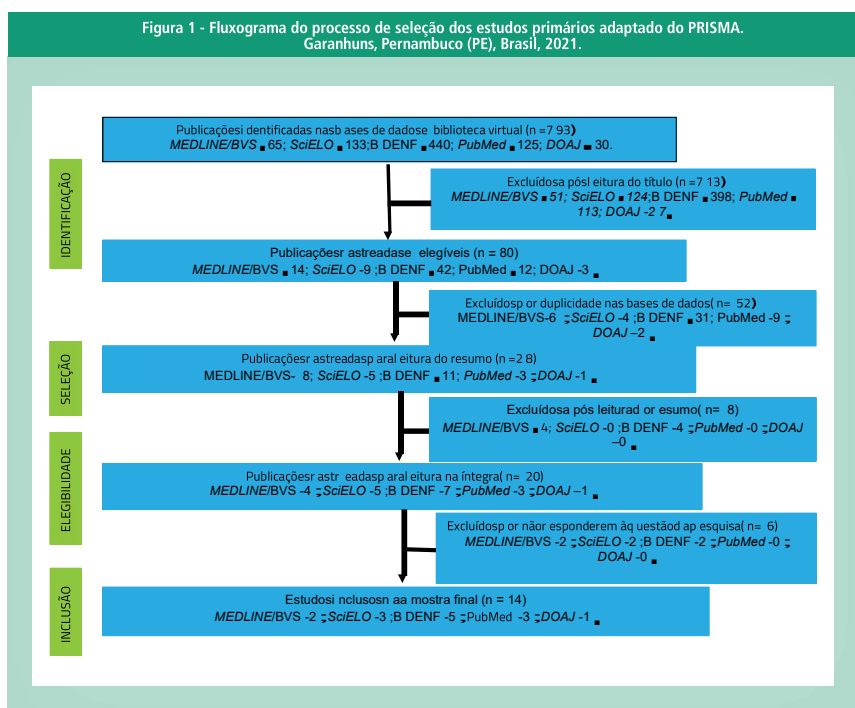 Figura 1 - Fluxograma do processo de seleção dos estudos primários adaptado do PRISMA.
Garanhuns, Pernambuco (PE), Brasil, 2021.
IDENTIFICAÇÃO
Publicaçõesi dentificadas nasb ases de dadose biblioteca virtual (n =7 93)
MEDLINE/BVS ■ 65; SciELO ■ 133;B DENF ■ 440; PubMed ■ 125; DOAJ ■ 30.
Excluídosa pósl eitura do título (n =7 13)
MEDLINE/BVS ■ 51; SciELO ■ 124;B DENF ■ 398; PubMed ■
113; DOAJ -2 7■
Publicaçõesr astreadase elegíveis (n = 80)
MEDLINE/BVS ■ 14; SciELO -9 ;B DENF ■ 42; PubMed ■ 12; DOAJ -3 ■
Excluídosp or duplicidade nas bases de dados( n= 52)
MEDLINE/BVS-6 ; SciELO -4 ;B DENF ■ 31; PubMed -9 ;
DOAJ –2 ■
SELEÇÃO
Publicaçõesr astreadasp aral eitura do resumo (n =2 8)
MEDLINE/BVS- 8; SciELO -5 ;B DENF ■ 11; PubMed -3 ; DOAJ -1 ■
Excluídosa pós leiturad or esumo( n= 8)
MEDLINE/BVS ■ 4; SciELO -0 ;B DENF -4 ; PubMed -0 ; DOAJ
–0 ■
ELEGIBILIDADE
Publicaçõesr astr eadasp aral eitura na íntegra( n= 20)
MEDLINE/BVS -4 ; SciELO -5 ;B DENF -7 ; PubMed -3 ; DOAJ –1 ■
Excluídosp or nãor esponderem àq uestãod ap esquisa( n= 6)
MEDLINE/BVS -2 ; SciELO -2 ;B DENF -2 ; PubMed -0 ;
DOAJ -0 ■
INCLUSÃO
Estudosi nclusosn aa mostra final (n = 14)
MEDLINE/BVS -2 ; SciELO -3 ;B DENF -5 ; PubMed -3 ; DOAJ -1 ■